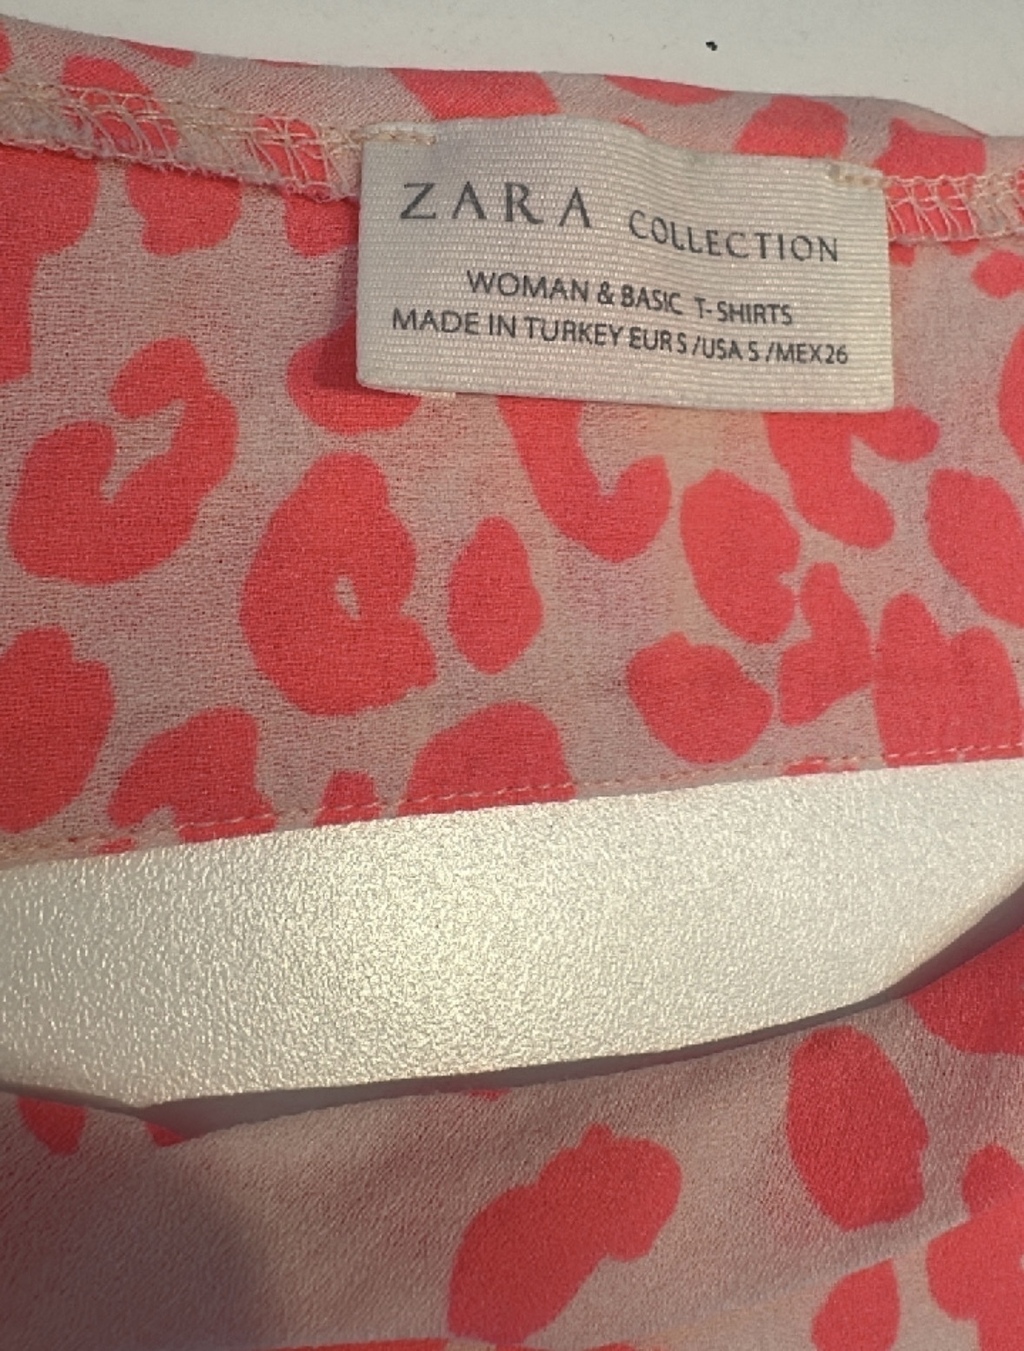 ZARA COLLECTION
WOMAN & BASIC T-SHIRTS
MADE IN TURKEY EUR S /USA S /MEX 26